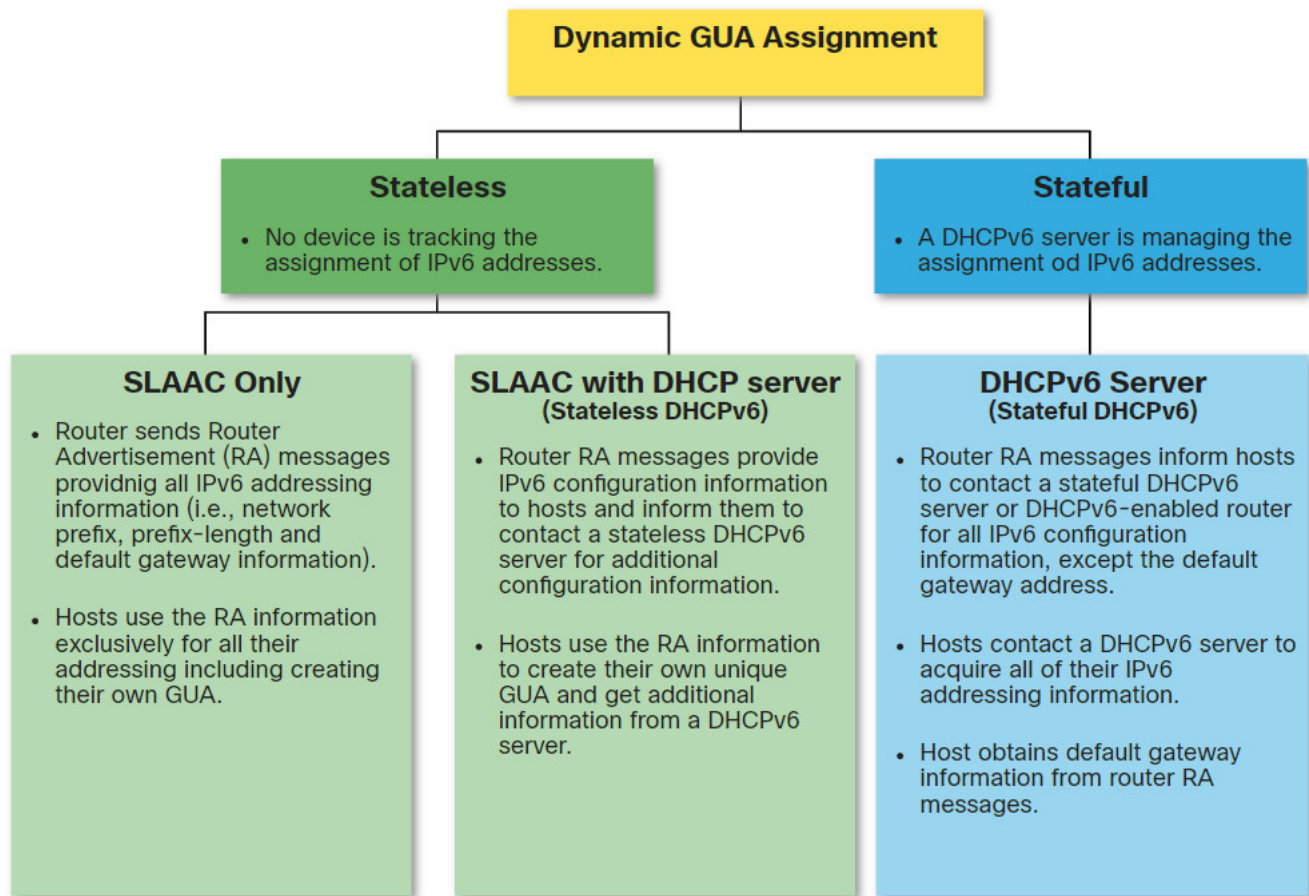 Dynamic GUA Assignment
Stateless
• No device is tracking the
assignment of IPv6 addresses.
Stateful
• A DHCPv6 server is managing the
assignment od IPv6 addresses.
SLAAC Only
• Router sends Router
Advertisement (RA) messages
providnig all IPv6 addressing
information (i.e., network
prefix, prefix-length and
default gateway information).
• Hosts use the RA information
exclusively for all their
addressing including creating
their own GUA.
SLAAC with DHCP server
(Stateless DHCPv6)
• Router RA messages provide
IPv6 configuration information
to hosts and inform them to
contact a stateless DHCPv6
server for additional
configuration information.
• Hosts use the RA information
to create their own unique
GUA and get additional
information from a DHCPv6
server.
DHCPv6 Server
(Stateful DHCPv6)
• Router RA messages inform hosts
to contact a stateful DHCPv6
server or DHCPv6-enabled router
for all IPv6 configuration
information, except the default
gateway address.
• Hosts contact a DHCPv6 server to
acquire all of their IPv6
addressing information.
• Host obtains default gateway
information from router RA
messages.